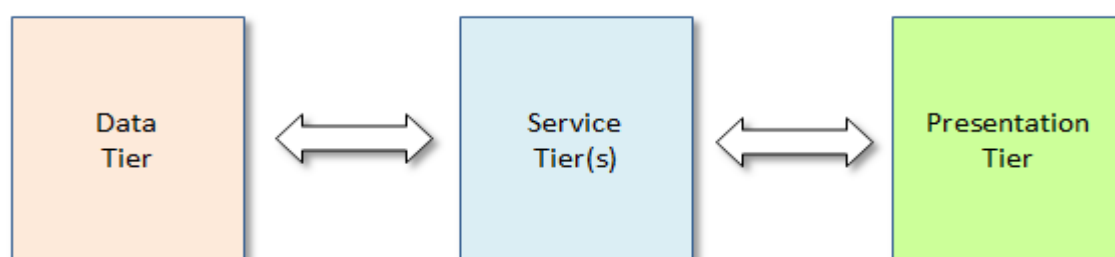 Data
Tier
Service
Tier(s)
Presentation
Tier